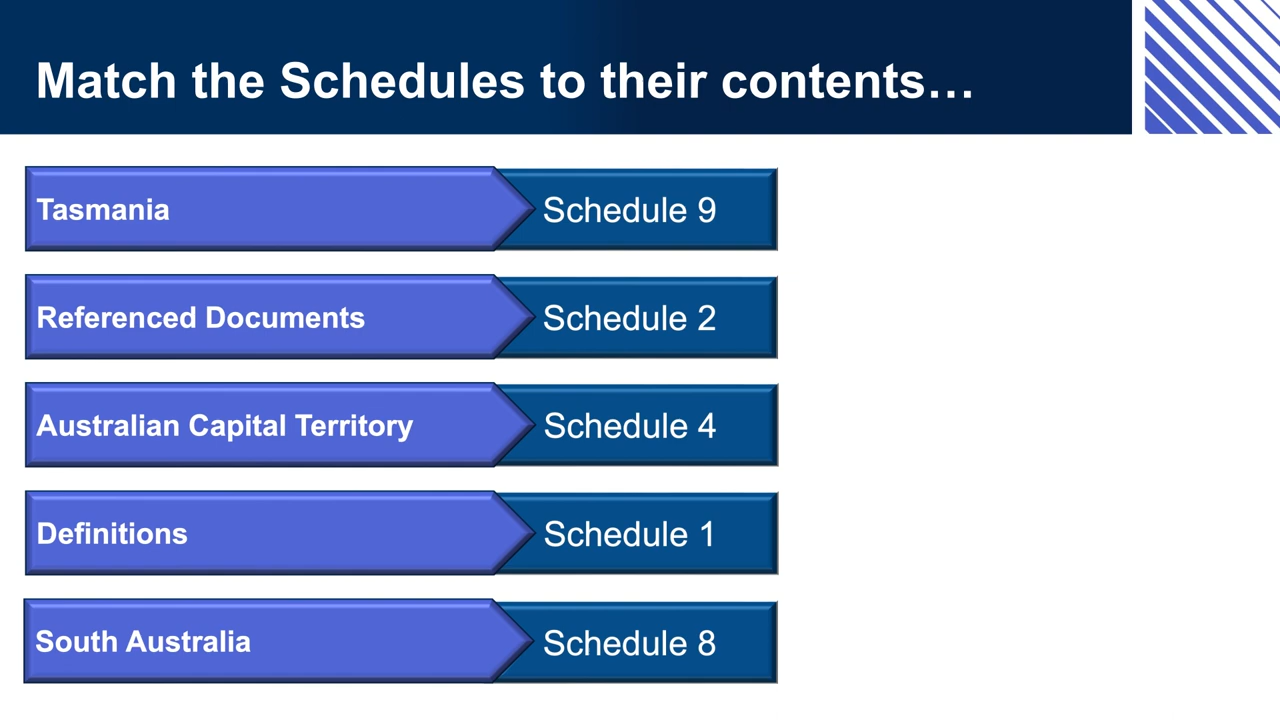 Match the Schedules to their contents…
Tasmania Schedule 9
Referenced Documents Schedule 2
Australian Capital Territory Schedule 4
Definitions Schedule 1
South Australia Schedule 8